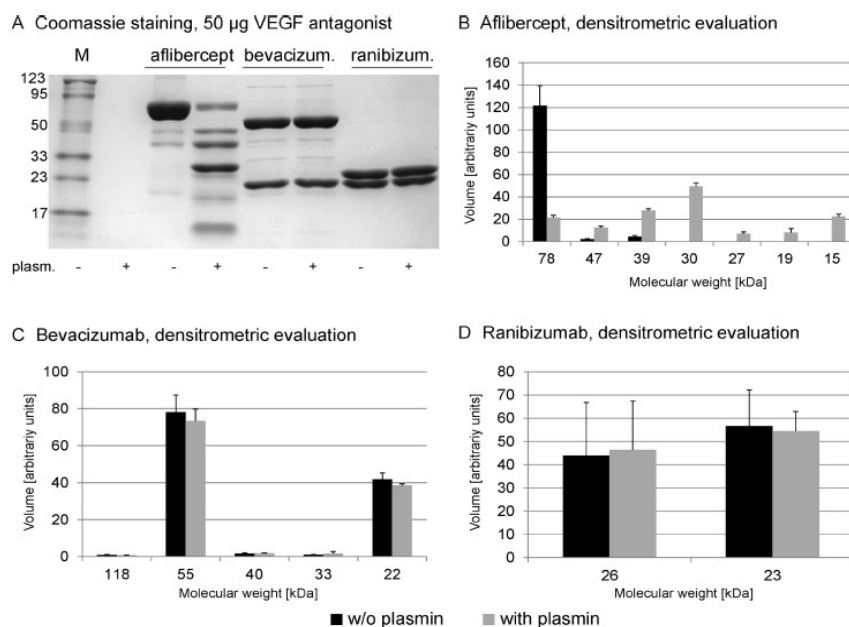 A Coomassie staining, 50 µg VEGF antagonist
M aflibercept bevacizum. ranibizum.
123
95
50
33
23
17
plasm. - + - + - + - +
B Aflibercept, densitrometric evaluation
Volume [arbitrariy units]
160
140
120
100
80
60
40
20
0
78 47 39 30 27 19 15
Molecular weight [kDa]
C Bevacizumab, densitrometric evaluation
Volume [arbitrariy units]
100
80
60
40
20
0
118 55 40 33 22
Molecular weight [kDa]
D Ranibizumab, densitrometric evaluation
Volume [arbitrariy units]
80
70
60
50
40
30
20
10
0
26 23
Molecular weight [kDa]
w/o plasmin with plasmin